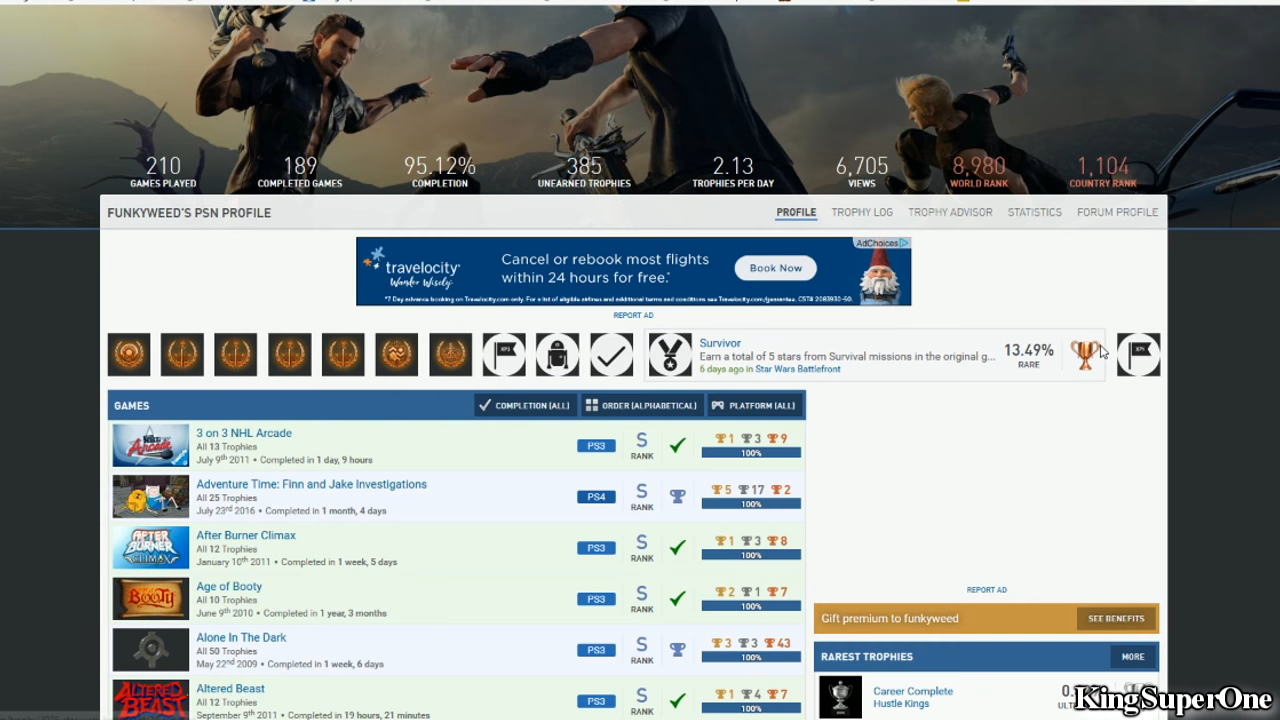 210
GAMES PLAYED
189
COMPLETED GAMES
95.12%
COMPLETION
385
UNEARNED TROPHIES
2.13
TROPHIES PER DAY
6,705
VIEWS
8,980
WORLD RANK
1,104
COUNTRY RANK
FUNKYWEED'S PSN PROFILE
PROFILE
TROPHY LOG
TROPHY ADVISOR
STATISTICS
FORUM PROFILE
AdChoices
travelocity
Wander Wisely.
Cancel or rebook most flights
within 24 hours for free.*
Book Now
REPORT AD
Survivor
Earn a total of 5 stars from Survival missions in the original g...
6 days ago in Star Wars Battlefront
13.49%
RARE
GAMES
COMPLETION (ALL)
ORDER (ALPHABETICAL)
PLATFORM (ALL)
3 on 3 NHL Arcade
All 13 Trophies
July 9th 2011 • Completed in 1 day, 9 hours
PS3
S
RANK
1 3 9
100%
Adventure Time: Finn and Jake Investigations
All 25 Trophies
July 23rd 2016 • Completed in 1 month, 4 days
PS4
S
RANK
5 17 2
100%
AFTER
BURNER
CLIMAX
After Burner Climax
All 12 Trophies
January 10th 2011 • Completed in 1 week, 5 days
PS3
S
RANK
1 3 8
100%
BOOTY
Age of Booty
All 10 Trophies
June 9th 2010 • Completed in 1 year, 3 months
PS3
S
RANK
2 1 7
100%
Alone In The Dark
All 50 Trophies
May 22nd 2009 • Completed in 1 week, 6 days
PS3
S
RANK
3 3 43
100%
ALTERED
BEAST
Altered Beast
All 12 Trophies
September 9th 2011 • Completed in 19 hours, 21 minutes
PS3
S
RANK
1 4 7
100%
REPORT AD
Gift premium to funkyweed
SEE BENEFITS
RAREST TROPHIES
MORE
Career Complete
Hustle Kings
KingSuperOne